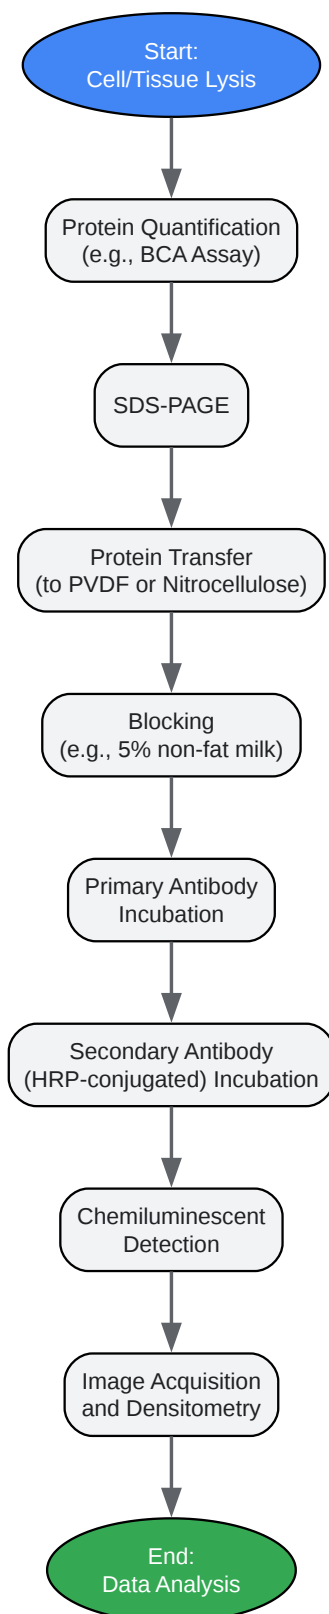 Start:
Cell/Tissue Lysis
Protein Quantification
(e.g., BCA Assay)
SDS-PAGE
Protein Transfer
(to PVDF or Nitrocellulose)
Blocking
(e.g., 5% non-fat milk)
Primary Antibody
Incubation
Secondary Antibody
(HRP-conjugated) Incubation
Chemiluminescent
Detection
Image Acquisition
and Densitometry
End:
Data Analysis